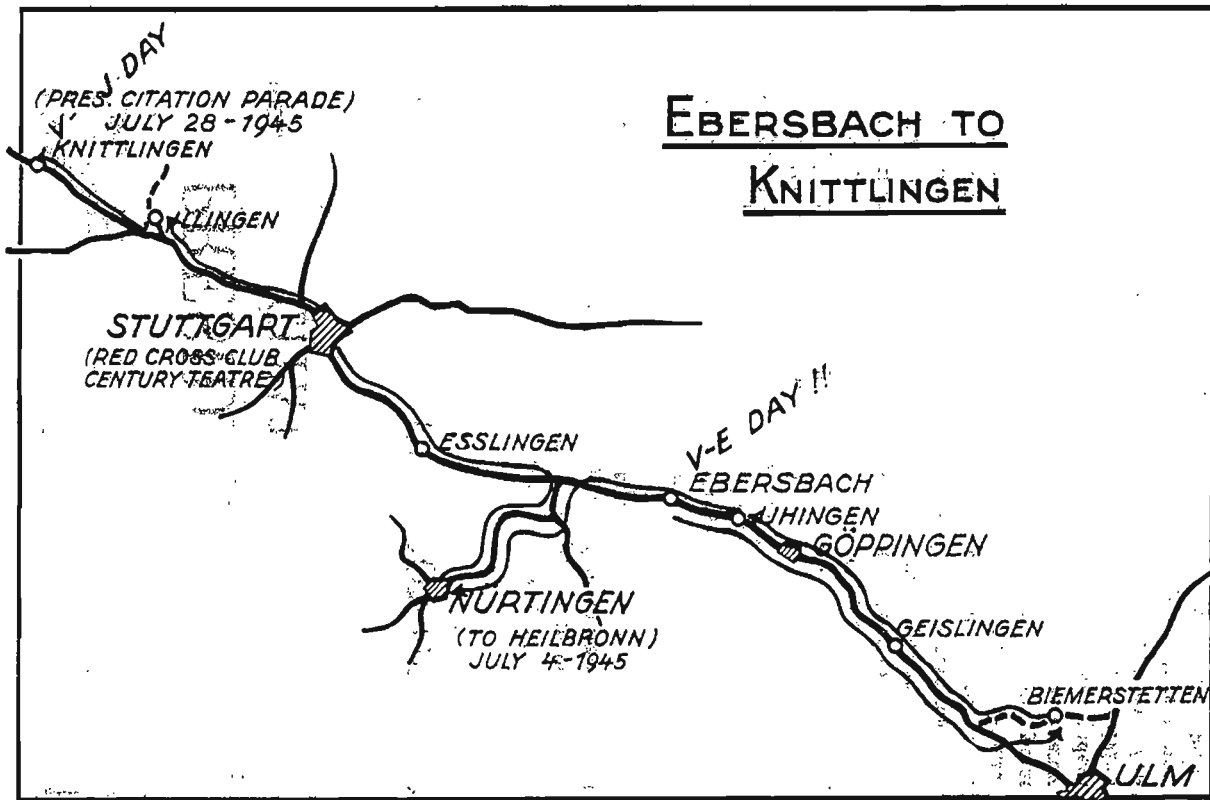 EBERSBACH TO
KNITTLINGEN
V-J-DAY
(PRES. CITATION PARADE)
JULY 28-1945
KNITTLINGEN
ILLINGEN
STUTTGART
(RED CROSS CLUB
CENTURY TEATRE)
ESSLINGEN
V-E DAY !!
EBERSBACH
UHINGEN
GÖPPINGEN
NURTINGEN
(TO HEILBRONN)
JULY 4-1945
GEISLINGEN
BIEMERSTETTEN
ULM